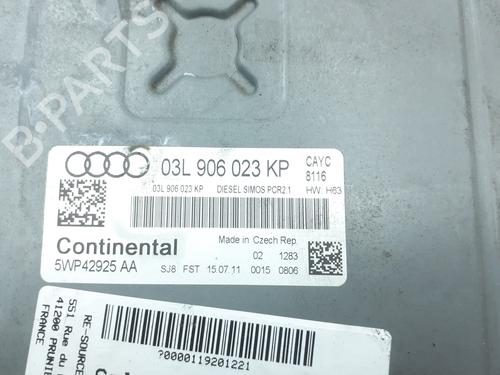 B-PARTS
03L 906 023 KP
CAYC
8116
03L 906 023 KP DIESEL SIMOS PCR2.1 HW: H63
Continental
5WP42925 AA
Made in Czech Rep.
02 1283
SJ8 FST 15.07.11 0015 0806
RE-SOURCE
551 Rue du
41200 PRUNIE
FRANCE
?0000119201221